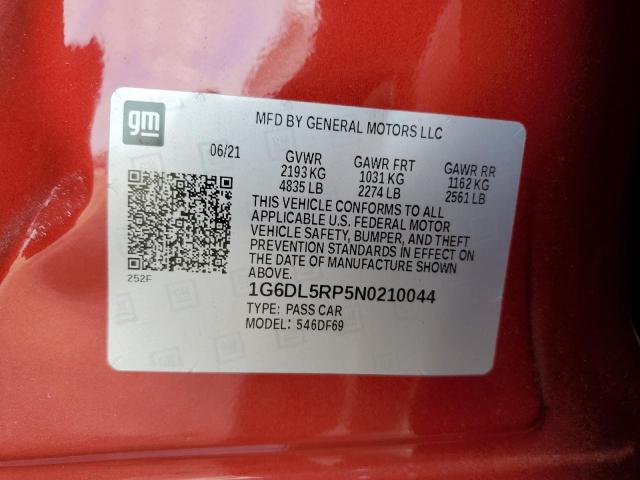 gm
MFD BY GENERAL MOTORS LLC
06/21
GVWR
2193 KG
4835 LB
GAWR FRT
1031 KG
2274 LB
GAWR RR
1162 KG
2561 LB
THIS VEHICLE CONFORMS TO ALL
APPLICABLE U.S. FEDERAL MOTOR
VEHICLE SAFETY, BUMPER, AND THEFT
PREVENTION STANDARDS IN EFFECT ON
THE DATE OF MANUFACTURE SHOWN
ABOVE.
252F
1G6DL5RP5N0210044
TYPE: PASS CAR
MODEL: 546DF69